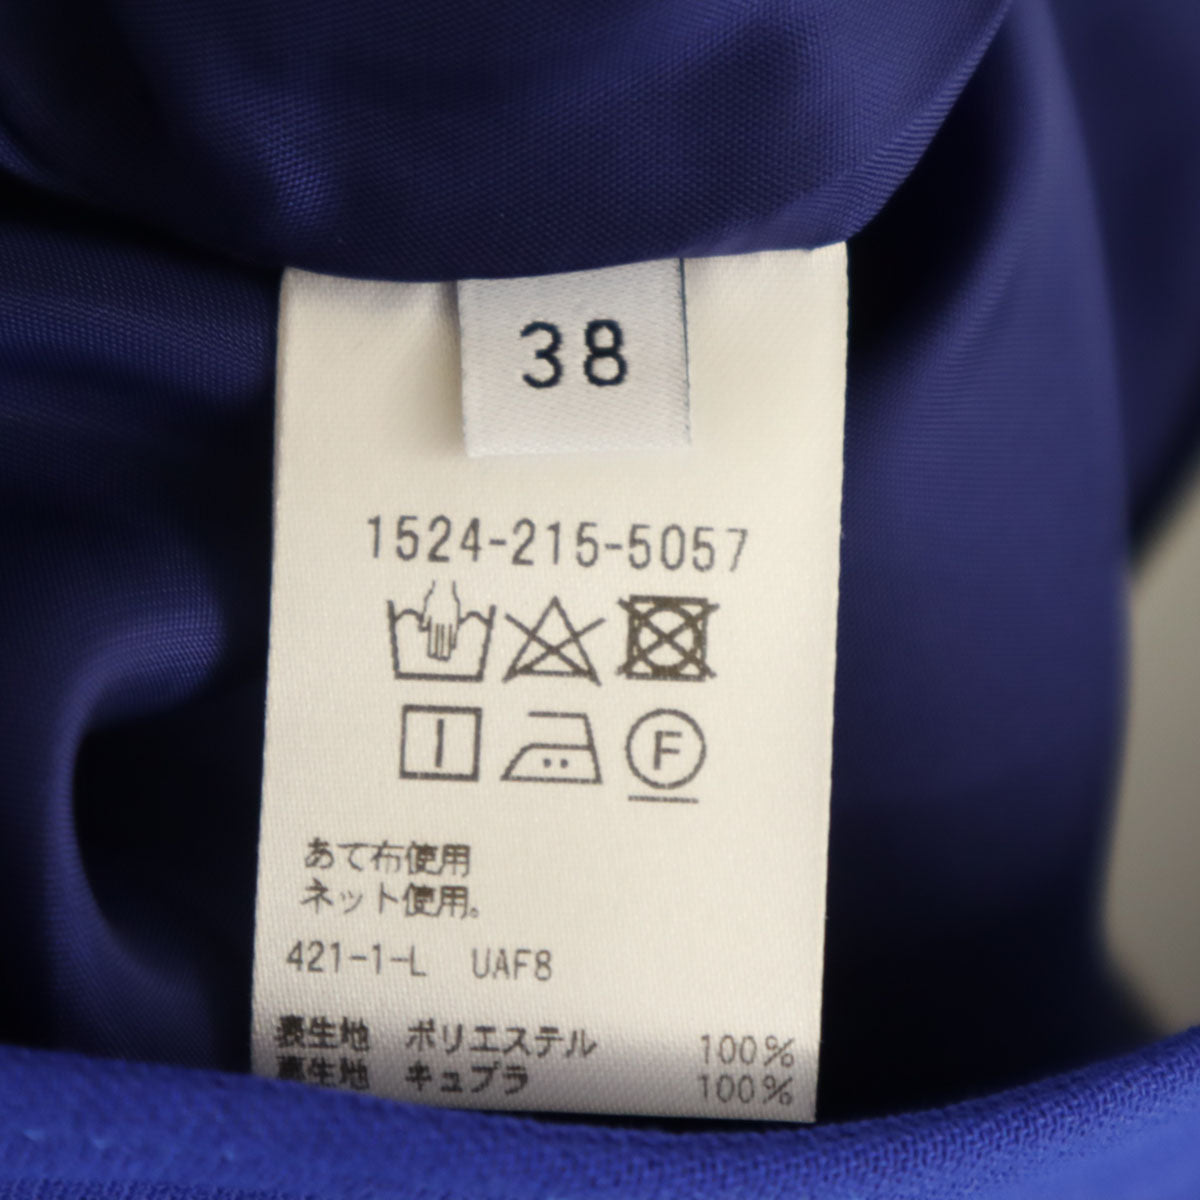 38
1524-215-5057
F
あて布使用
ネット使用。
421-1-L UAF8
表生地 ポリエステル 100%
裏生地 キュプラ 100%